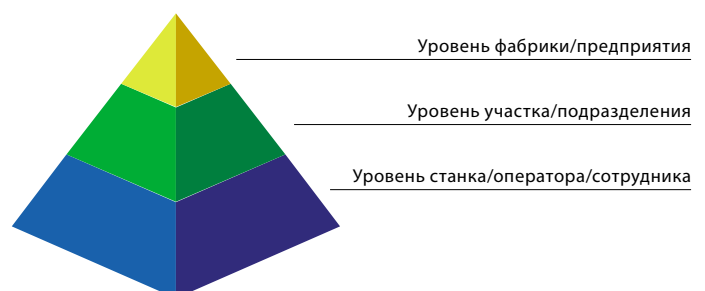 Уровень фабрики/предприятия
Уровень участка/подразделения
Уровень станка/оператора/сотрудника